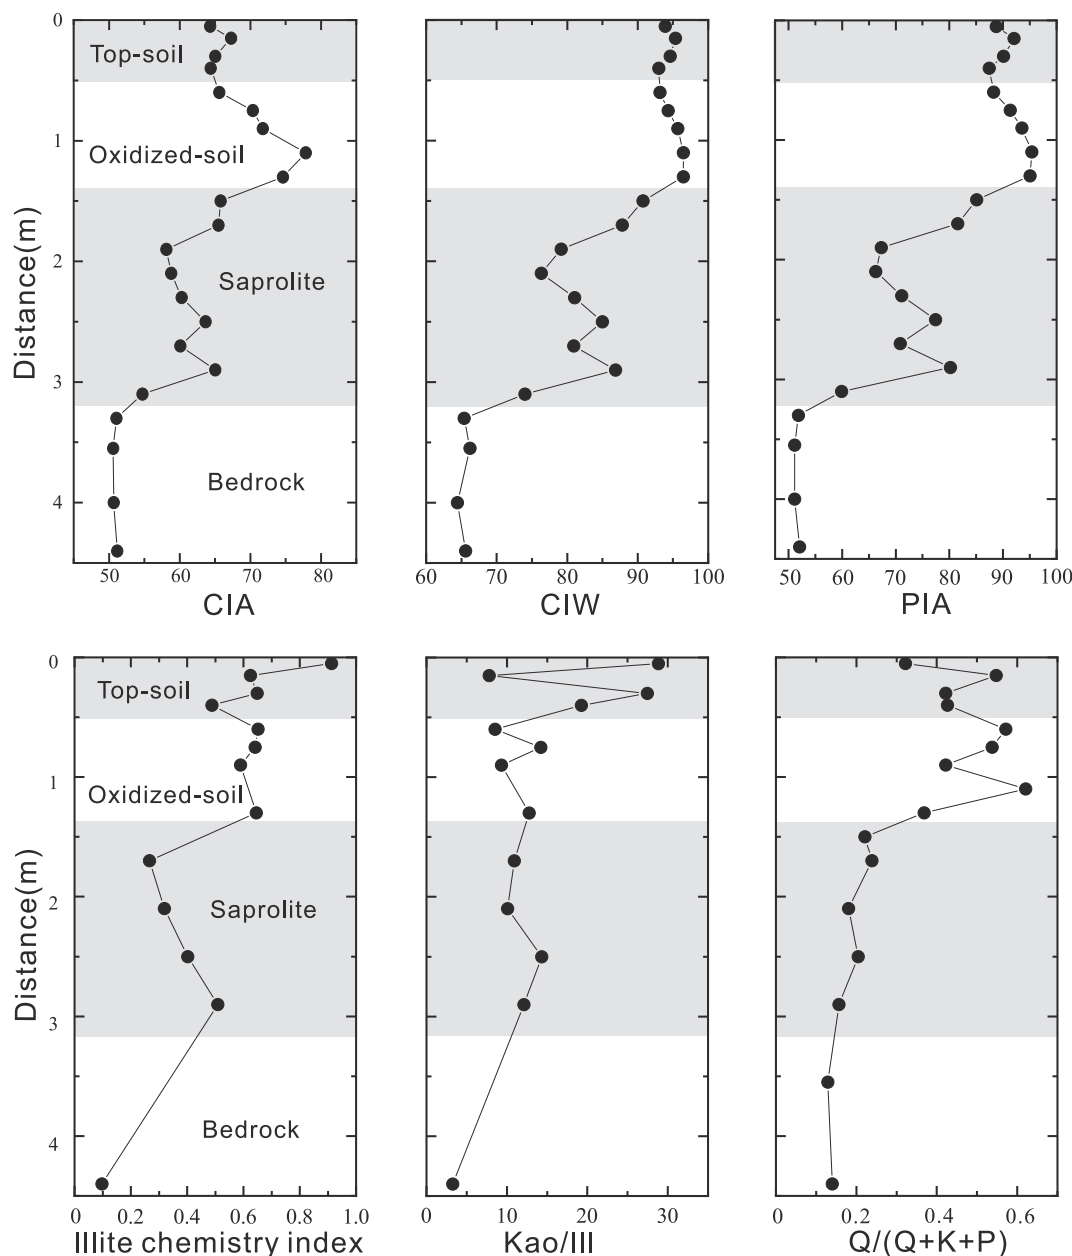 0
1
2
3
4
Distance(m)
Top-soil
Oxidized-soil
Saprolite
Bedrock
50 60 70 80
CIA
60 70 80 90 100
CIW
50 60 70 80 90 100
PIA
0
1
2
3
4
Distance(m)
Top-soil
Oxidized-soil
Saprolite
Bedrock
0 0.2 0.4 0.6 0.8 1.0
Illite chemistry index
0 10 20 30
Kao/Ill
0 0.2 0.4 0.6
Q/(Q+K+P)